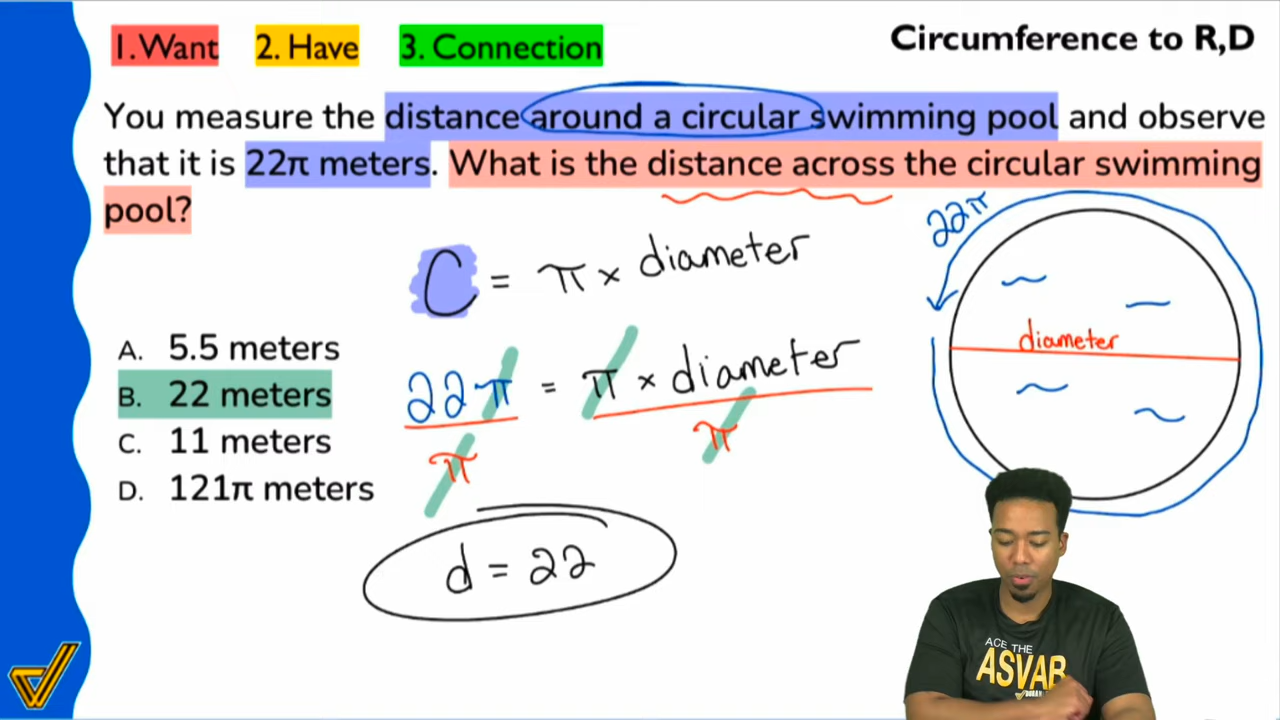 1. Want 2. Have 3. Connection Circumference to R,D
You measure the distance around a circular swimming pool and observe
that it is 22π meters. What is the distance across the circular swimming
pool?
C = π × diameter
22π
diameter
A. 5.5 meters
B. 22 meters
C. 11 meters
D. 121π meters
22π = π × diameter
π π
d = 22
ACE THE
ASVAB